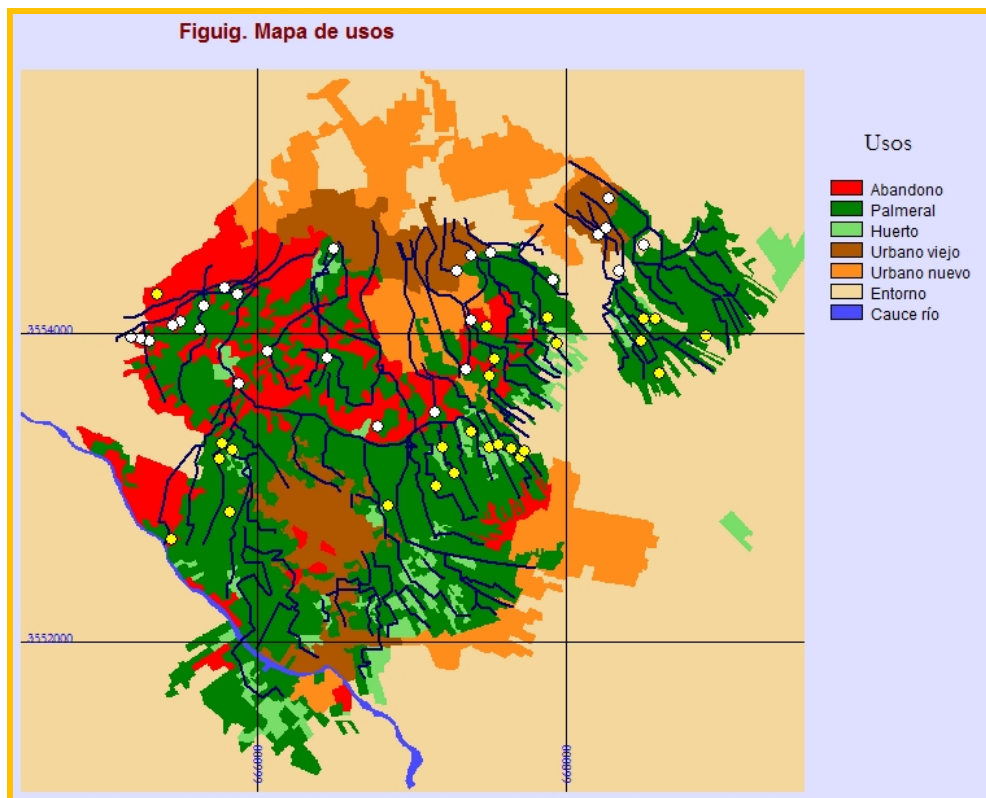 Figuig. Mapa de usos
Usos
Abandono
Palmeral
Huerto
Urbano viejo
Urbano nuevo
Entorno
Cauce río
3554000
3552000
666000
668000